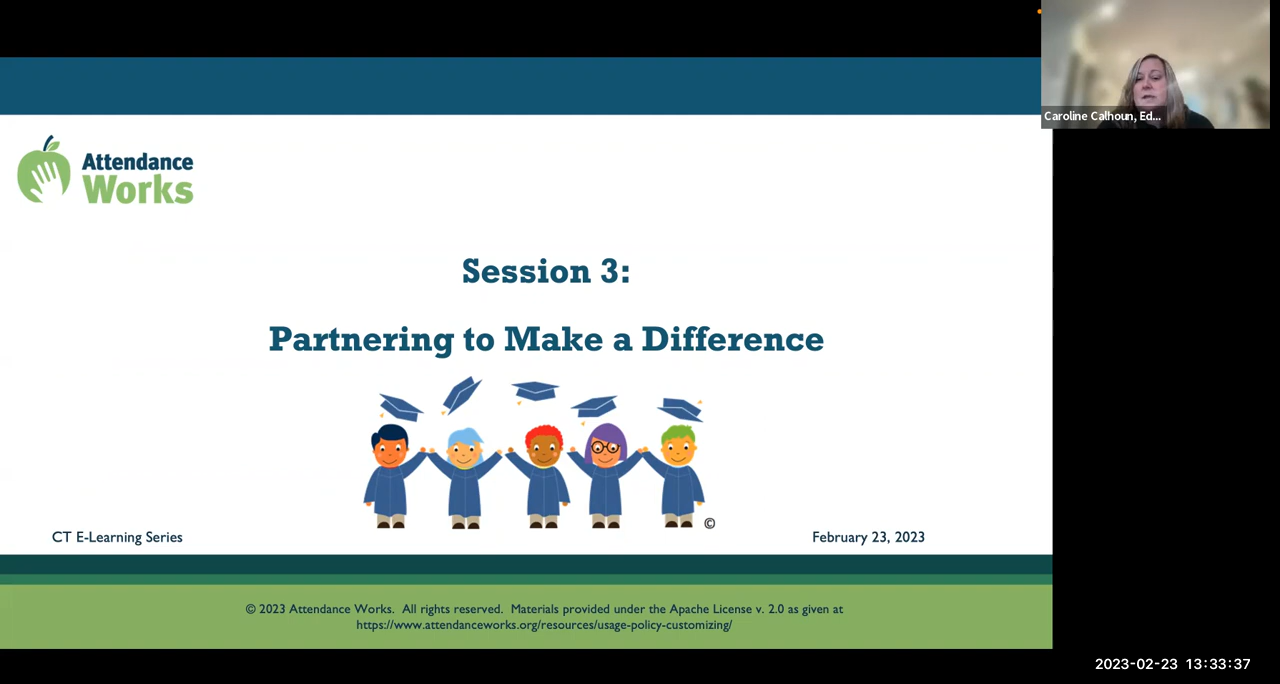 Caroline Calhoun, Ed...
Attendance
Works
Session 3:
Partnering to Make a Difference
©
CT E-Learning Series
February 23, 2023
© 2023 Attendance Works. All rights reserved. Materials provided under the Apache License v. 2.0 as given at
https://www.attendanceworks.org/resources/usage-policy-customizing/
2023-02-23 13:33:37